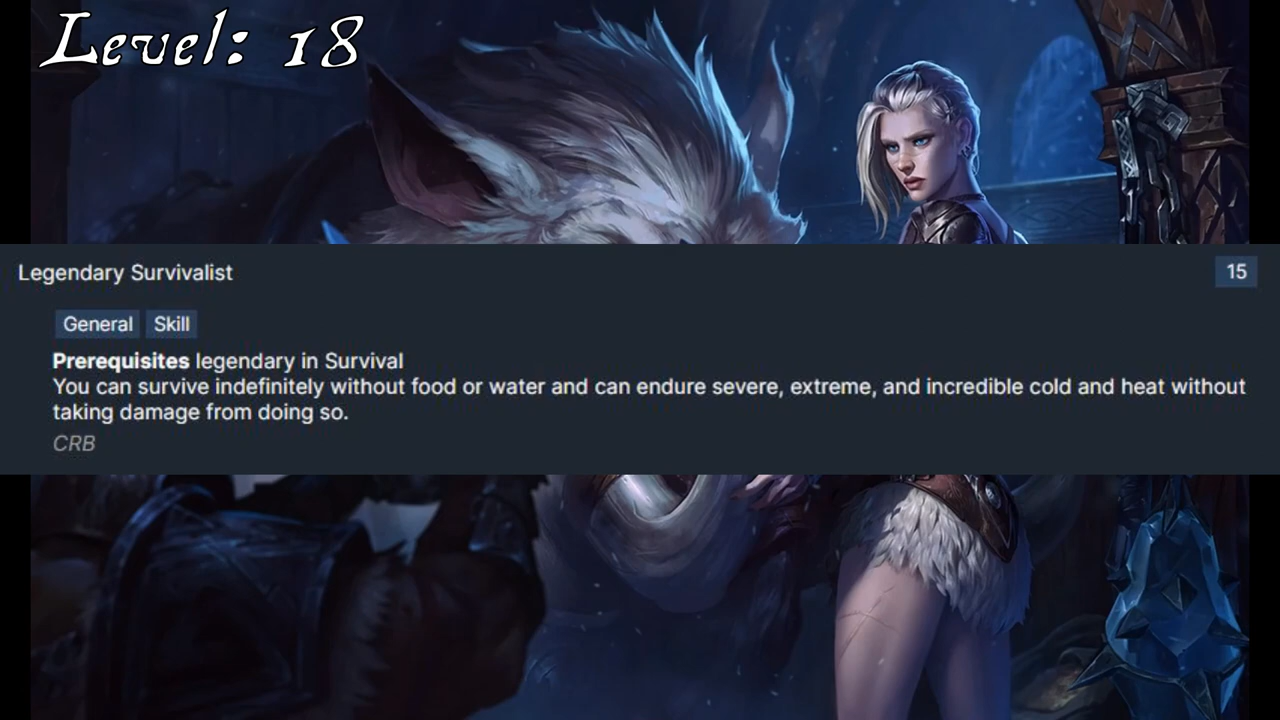 Level: 18
Legendary Survivalist 15
General Skill
Prerequisites legendary in Survival
You can survive indefinitely without food or water and can endure severe, extreme, and incredible cold and heat without
taking damage from doing so.
CRB